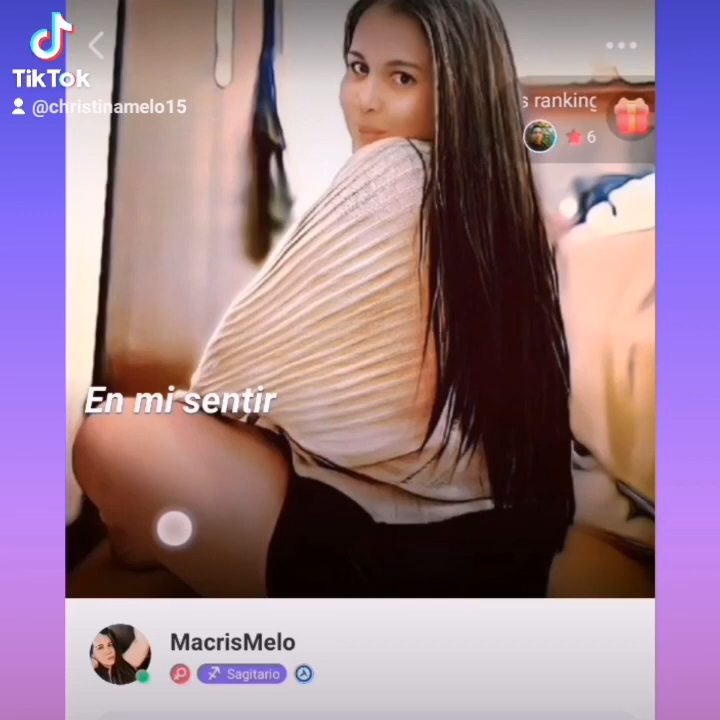 TikTok
@christinamelo15
s ranking
6
En mi sentir
MacrisMelo
Sagitario